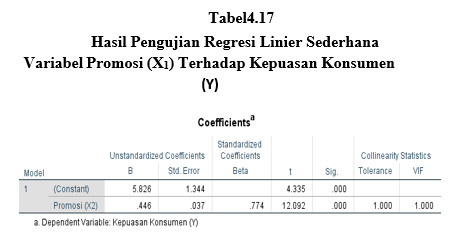 Tabel4.17
Hasil Pengujian Regresi Linier Sederhana
Variabel Promosi (X₁) Terhadap Kepuasan Konsumen
(Y)
Coefficientsᵃ
Unstandardized Coefficients Standardized Coefficients Collinearity Statistics
Model B Std. Error Beta t Sig. Tolerance VIF
1 (Constant) 5.826 1.344 4.335 .000
Promosi (X2) .446 .037 .774 12.092 .000 1.000 1.000
a. Dependent Variable: Kepuasan Konsumen (Y)